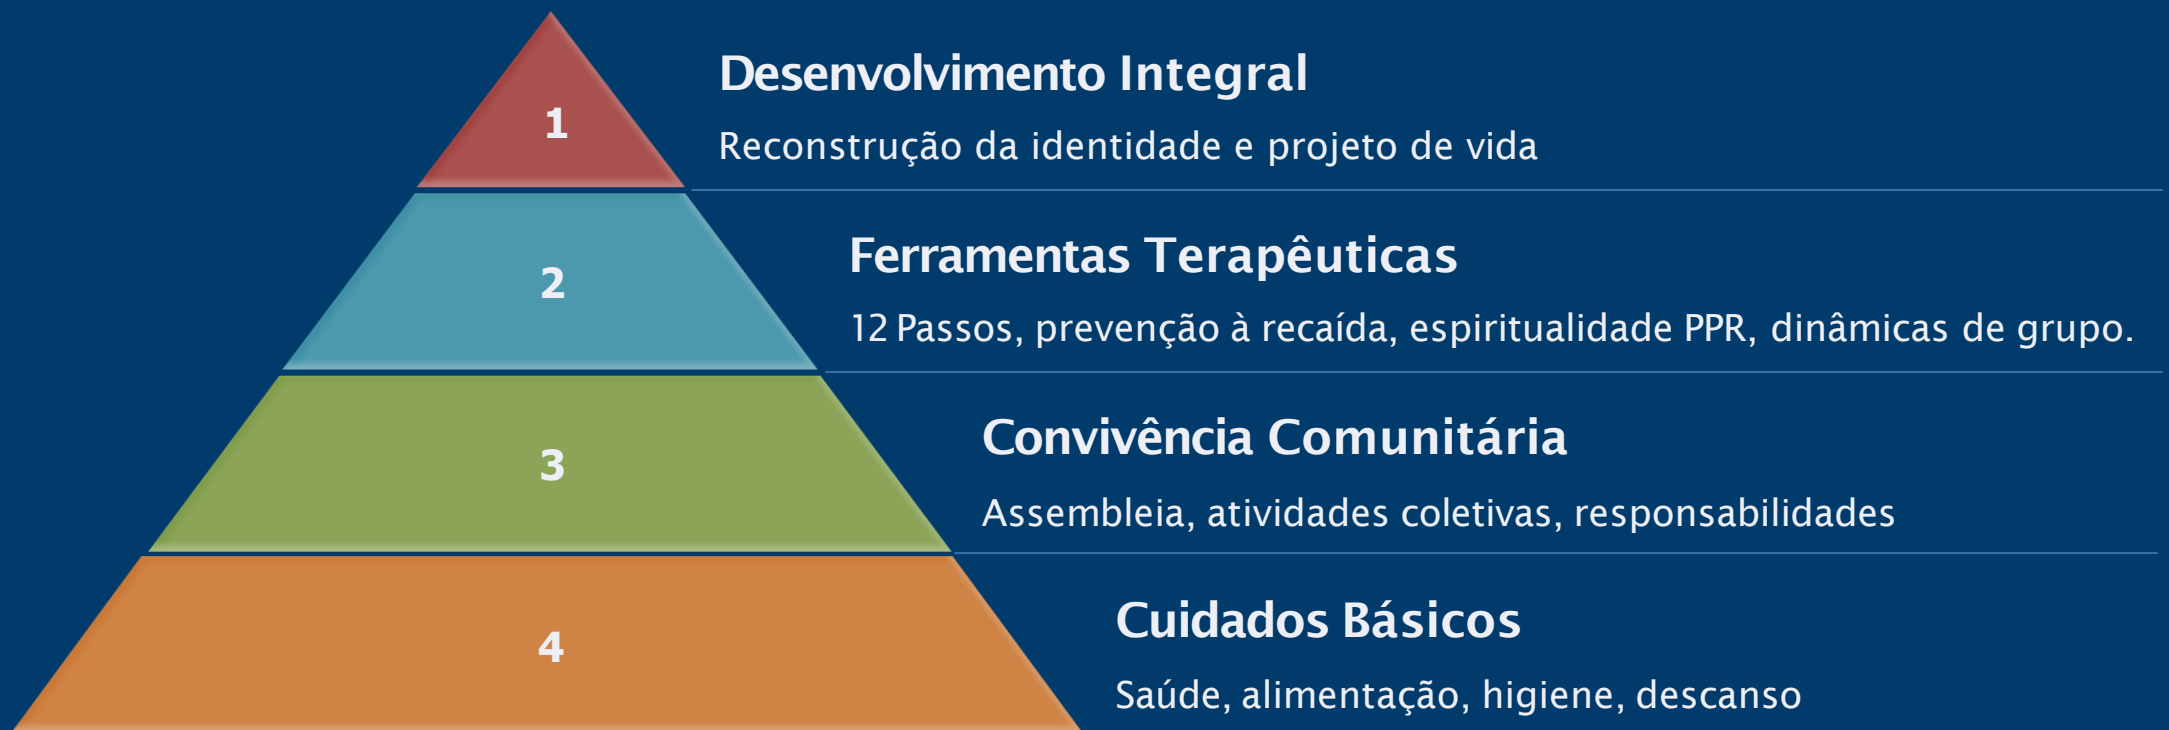 1
Desenvolvimento Integral
Reconstrução da identidade e projeto de vida
2
Ferramentas Terapêuticas
12 Passos, prevenção à recaída, espiritualidade PPR, dinâmicas de grupo.
3
Convivência Comunitária
Assembleia, atividades coletivas, responsabilidades
4
Cuidados Básicos
Saúde, alimentação, higiene, descanso